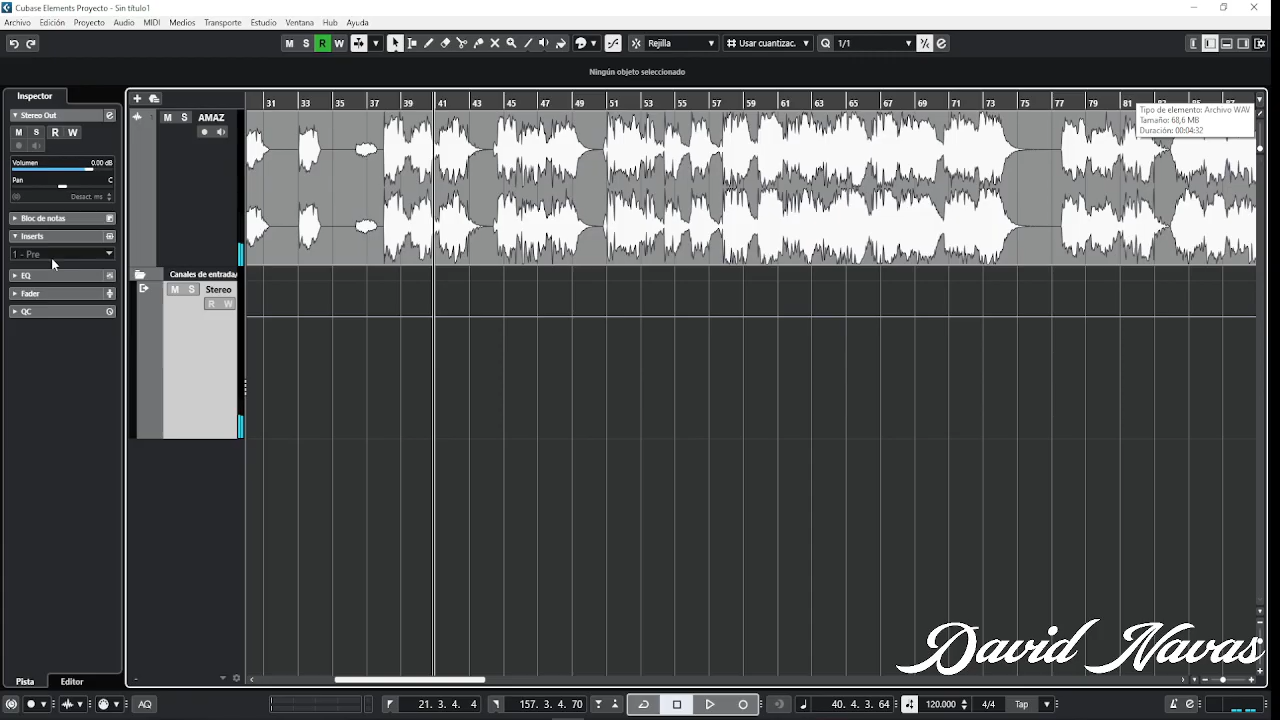 Cubase Elements Proyecto - Sin título1
Archivo Edición Proyecto Audio MIDI Medios Transporte Estudio Ventana Hub Ayuda
M S R W Rejilla Usar cuantizac. Q 1/1
Ningún objeto seleccionado
Inspector
Stereo Out
M S R W
Volumen 0.00 dB
Pan C
Desact. ms
Bloc de notas
Inserts
1 - Pre
EQ
Fader
QC
31 33 35 37 39 41 43 45 47 49 51 53 55 57 59 61 63 65 67 69 71 73 75 77 79 81 83 85 87
1 M S AMAZ
Tipo de elemento: Archivo WAV
Tamaño: 68,6 MB
Duración: 00:04:32
Canales de entrada/
M S Stereo
R W
David Navas
Pista Editor
AQ 21. 3. 4. 4 157. 3. 4. 70 40. 4. 3. 64 120.000 4/4 Tap